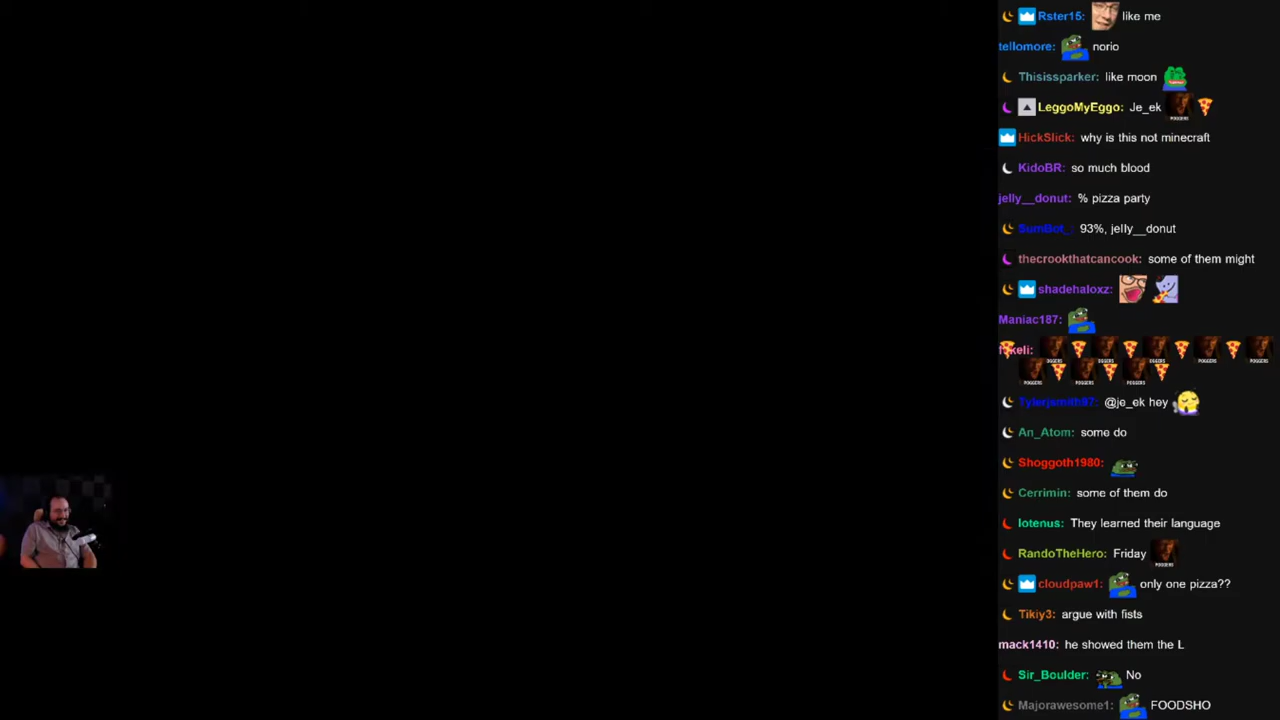 Rster15: like me
tellomore: norio
Thisissparker: like moon
LeggoMyEggo: Je_ek
HickSlick: why is this not minecraft
KidoBR: so much blood
jelly__donut: % pizza party
SumBot_: 93%, jelly__donut
thecrookthatcancook: some of them might
shadehaloxz:
Maniac187:
keli:
Tylerjsmith97: @je_ek hey
An_Atom: some do
Shoggoth1980:
Cerrimin: some of them do
lotenus: They learned their language
RandoTheHero: Friday
cloudpaw1: only one pizza??
Tikiy3: argue with fists
mack1410: he showed them the L
Sir_Boulder: No
Majorawesome1: FOODSHO